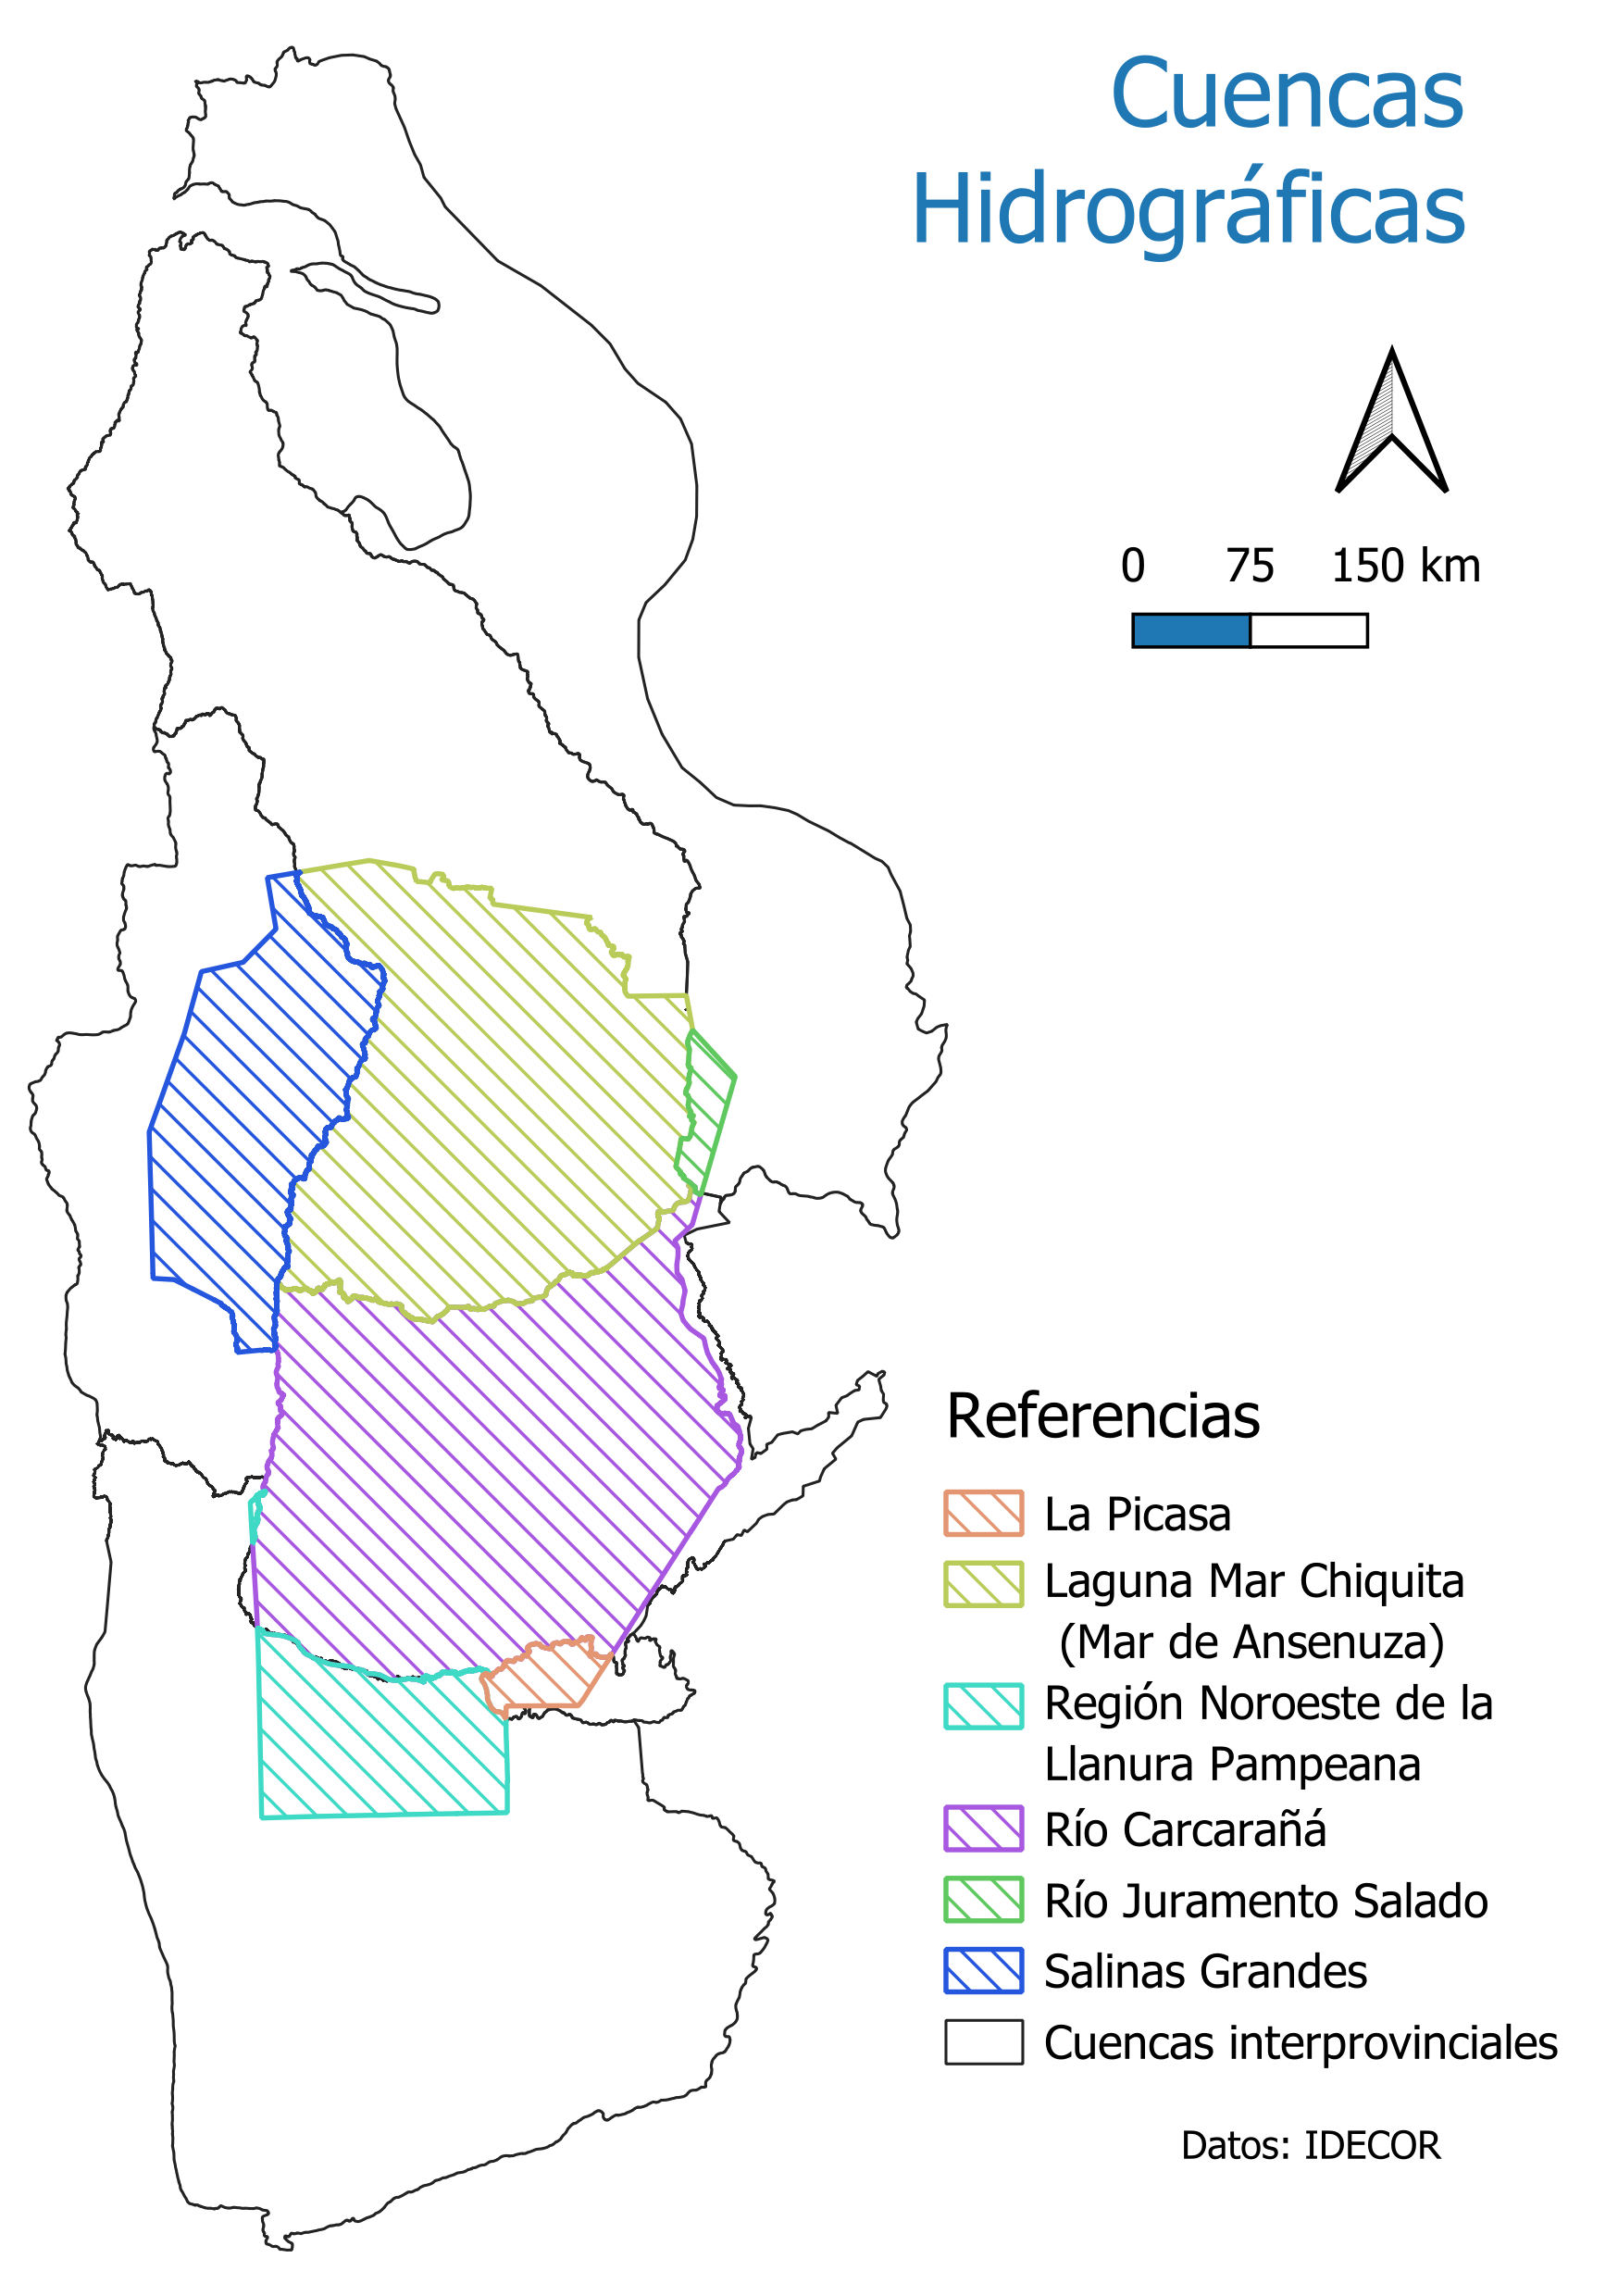 Cuencas
Hidrográficas
0 75 150 km
Referencias
La Picasa
Laguna Mar Chiquita
(Mar de Ansenuza)
Región Noroeste de la
Llanura Pampeana
Río Carcarañá
Río Juramento Salado
Salinas Grandes
Cuencas interprovinciales
Datos: IDECOR